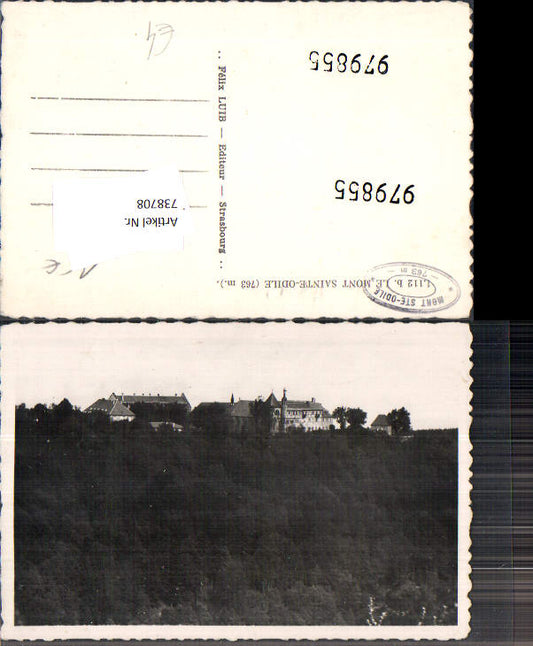 1.112 b. LE MONT SAINTE-ODILE (763 m.).
MONT STE-ODILE
763 m
.. Félix LUIB — Editeur — Strasbourg ..
979855
979855
Artikel Nr.
738708